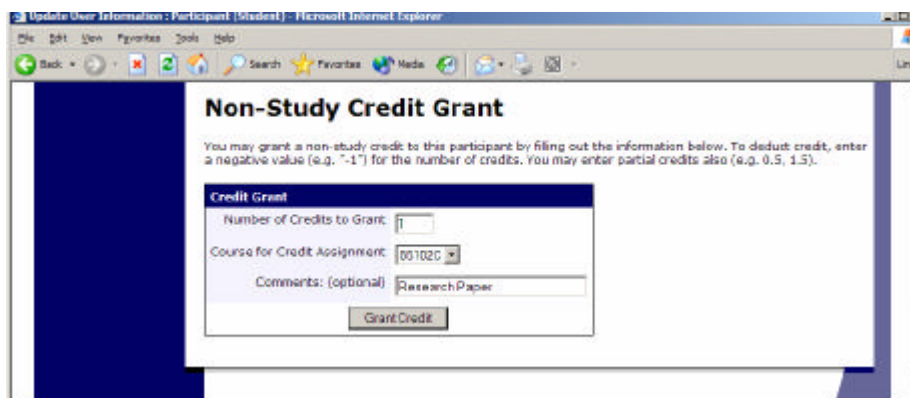 Update User Information : Participant (Student) - Microsoft Internet Explorer
File Edit View Favorites Tools Help
Back Search Favorites Media
Non-Study Credit Grant
You may grant a non-study credit to this participant by filling out the information below. To deduct credit, enter
a negative value (e.g. "-1") for the number of credits. You may enter partial credits also (e.g. 0.5, 1.5).
Credit Grant
Number of Credits to Grant 1
Course for Credit Assignment
Comments: (optional) Research Paper
Grant Credit